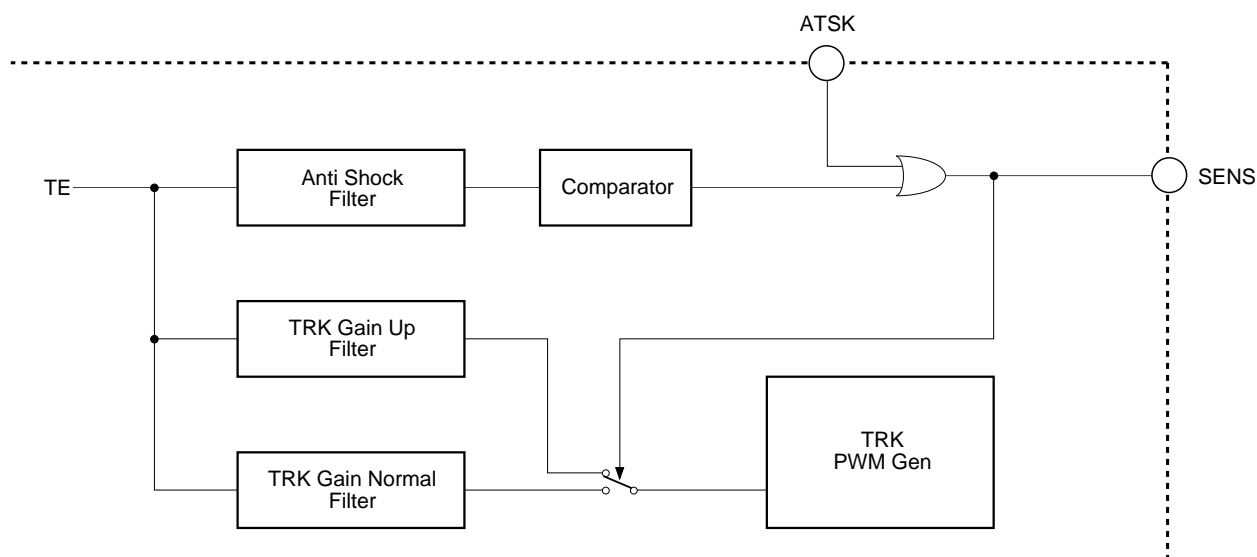 ATSK
TE
Anti Shock
Filter
Comparator
SENS
TRK Gain Up
Filter
TRK Gain Normal
Filter
TRK
PWM Gen